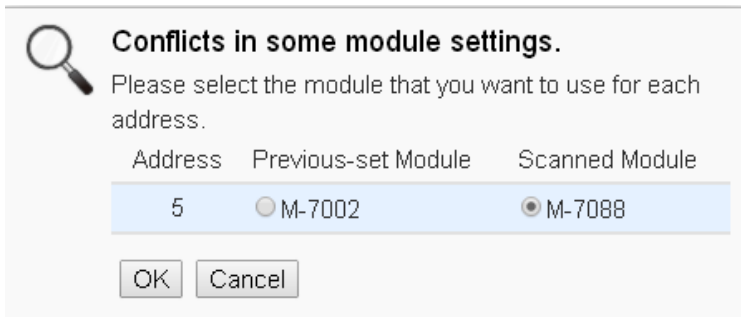 Conflicts in some module settings.
Please select the module that you want to use for each
address.
Address Previous-set Module Scanned Module
5 M-7002 M-7088
OK Cancel